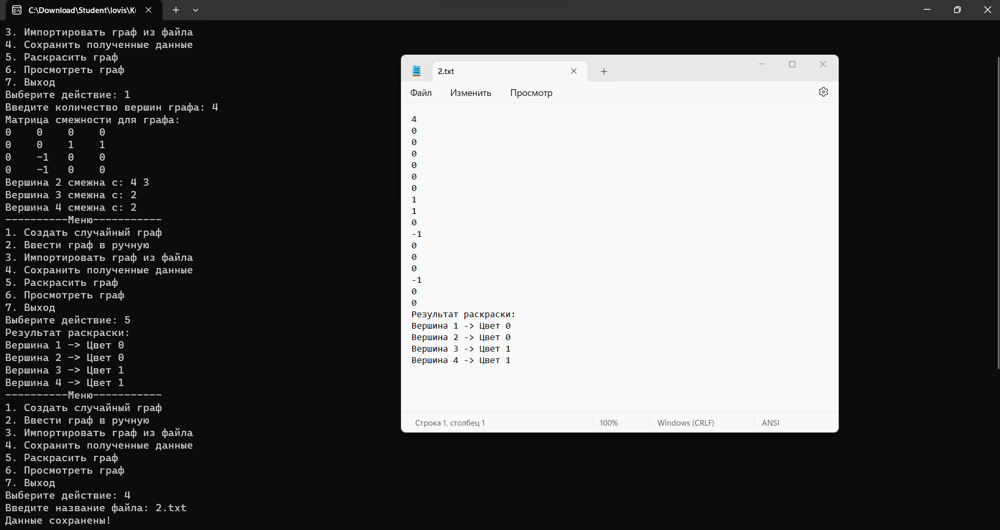 C:\Download\Student\lovis\K
3. Импортировать граф из файла
4. Сохранить полученные данные
5. Раскрасить граф
6. Просмотреть граф
7. Выход
Выберите действие: 1
Введите количество вершин графа: 4
Матрица смежности для графа:
0 0 0 0
0 0 1 1
0 -1 0 0
0 -1 0 0
Вершина 2 смежна с: 4 3
Вершина 3 смежна с: 2
Вершина 4 смежна с: 2
----------Меню-----------
1. Создать случайный граф
2. Ввести граф в ручную
3. Импортировать граф из файла
4. Сохранить полученные данные
5. Раскрасить граф
6. Просмотреть граф
7. Выход
Выберите действие: 5
Результат раскраски:
Вершина 1 -> Цвет 0
Вершина 2 -> Цвет 0
Вершина 3 -> Цвет 1
Вершина 4 -> Цвет 1
----------Меню-----------
1. Создать случайный граф
2. Ввести граф в ручную
3. Импортировать граф из файла
4. Сохранить полученные данные
5. Раскрасить граф
6. Просмотреть граф
7. Выход
Выберите действие: 4
Введите название файла: 2.txt
Данные сохранены!
2.txt
Файл Изменить Просмотр
4
0
0
0
0
0
0
1
1
0
-1
0
0
0
-1
0
0
Результат раскраски:
Вершина 1 -> Цвет 0
Вершина 2 -> Цвет 0
Вершина 3 -> Цвет 1
Вершина 4 -> Цвет 1
Строка 1, столбец 1 100% Windows (CRLF) ANSI